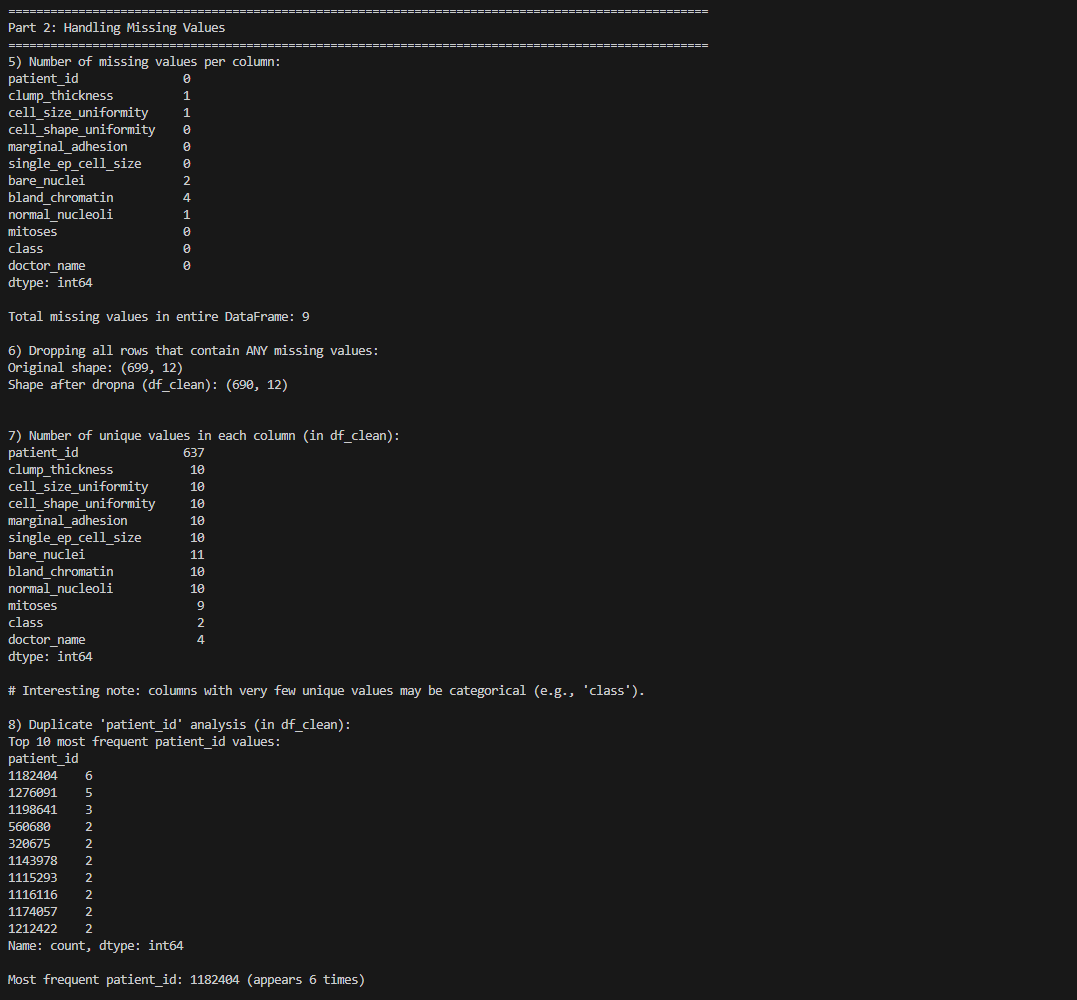 ====================================================================================================
Part 2: Handling Missing Values
====================================================================================================
5) Number of missing values per column:
patient_id               0
clump_thickness          1
cell_size_uniformity     1
cell_shape_uniformity    0
marginal_adhesion        0
single_ep_cell_size      0
bare_nuclei              2
bland_chromatin          4
normal_nucleoli          1
mitoses                  0
class                    0
doctor_name              0
dtype: int64

Total missing values in entire DataFrame: 9

6) Dropping all rows that contain ANY missing values:
Original shape: (699, 12)
Shape after dropna (df_clean): (690, 12)


7) Number of unique values in each column (in df_clean):
patient_id               637
clump_thickness           10
cell_size_uniformity      10
cell_shape_uniformity     10
marginal_adhesion         10
single_ep_cell_size       10
bare_nuclei               11
bland_chromatin           10
normal_nucleoli           10
mitoses                    9
class                      2
doctor_name                4
dtype: int64

# Interesting note: columns with very few unique values may be categorical (e.g., 'class').

8) Duplicate 'patient_id' analysis (in df_clean):
Top 10 most frequent patient_id values:
patient_id
1182404    6
1276091    5
1198641    3
560680     2
320675     2
1143978    2
1115293    2
1116116    2
1174057    2
1212422    2
Name: count, dtype: int64

Most frequent patient_id: 1182404 (appears 6 times)